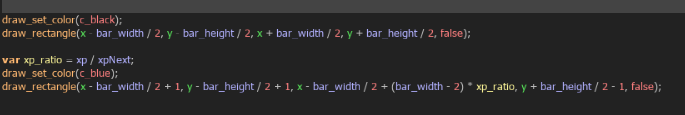 draw_set_color(c_black);
draw_rectangle(x - bar_width / 2, y - bar_height / 2, x + bar_width / 2, y + bar_height / 2, false);
var xp_ratio = xp / xpNext;
draw_set_color(c_blue);
draw_rectangle(x - bar_width / 2 + 1, y - bar_height / 2 + 1, x - bar_width / 2 + (bar_width - 2) * xp_ratio, y + bar_height / 2 - 1, false);